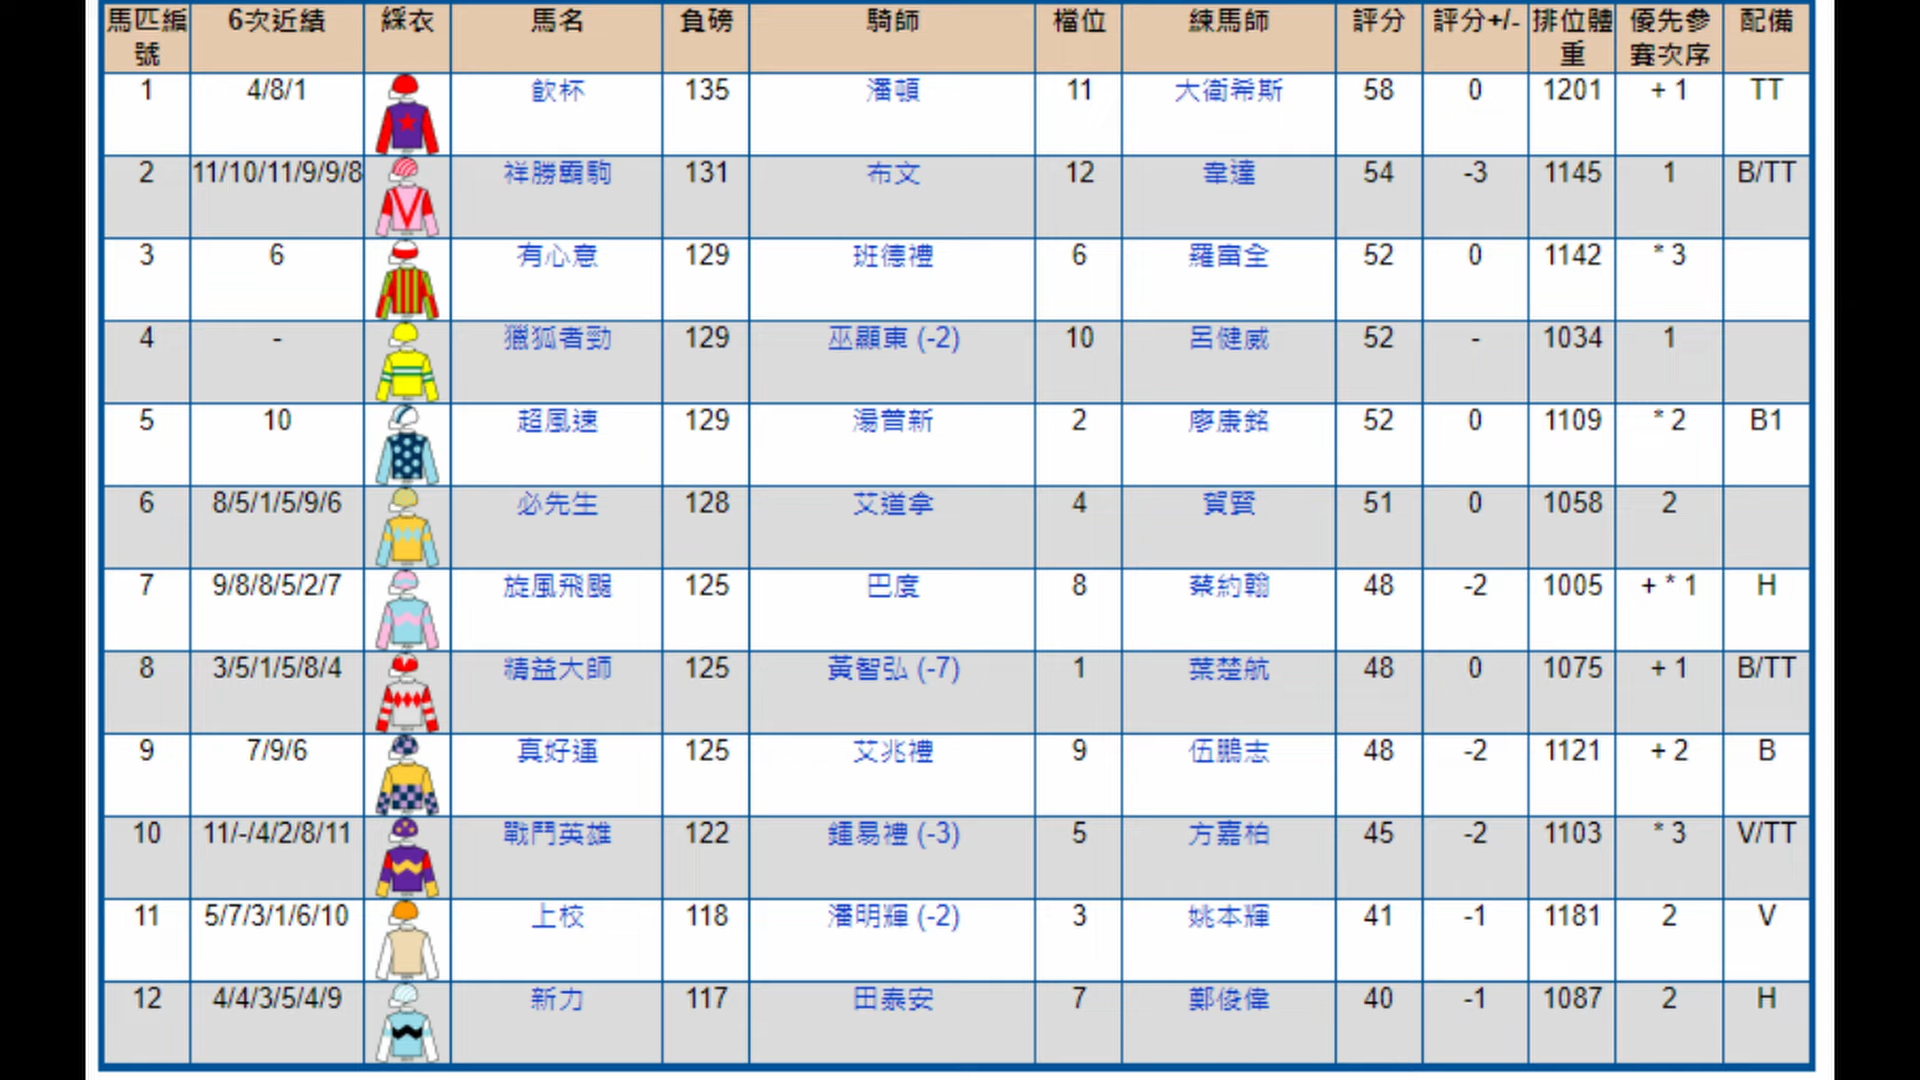 馬匹編號 6次近績 綵衣 馬名 負磅 騎師 檔位 練馬師 評分 評分+/- 排位體重 優先參賽次序 配備
1 4/8/1 飲杯 135 潘頓 11 大衛希斯 58 0 1201 + 1 TT
2 11/10/11/9/9/8 祥勝霸駒 131 布文 12 韋達 54 -3 1145 1 B/TT
3 6 有心意 129 班德禮 6 羅富全 52 0 1142 * 3
4 - 獵狐者勁 129 巫顯東 (-2) 10 呂健威 52 - 1034 1
5 10 超風速 129 湯普新 2 廖康銘 52 0 1109 * 2 B1
6 8/5/1/5/9/6 必先生 128 艾道拿 4 賀賢 51 0 1058 2
7 9/8/8/5/2/7 旋風飛颺 125 巴度 8 蔡約翰 48 -2 1005 + * 1 H
8 3/5/1/5/8/4 精益大師 125 黃智弘 (-7) 1 葉楚航 48 0 1075 + 1 B/TT
9 7/9/6 真好運 125 艾兆禮 9 伍鵬志 48 -2 1121 + 2 B
10 11/-/4/2/8/11 戰鬥英雄 122 鍾易禮 (-3) 5 方嘉柏 45 -2 1103 * 3 V/TT
11 5/7/3/1/6/10 上校 118 潘明輝 (-2) 3 姚本輝 41 -1 1181 2 V
12 4/4/3/5/4/9 新力 117 田泰安 7 鄭俊偉 40 -1 1087 2 H